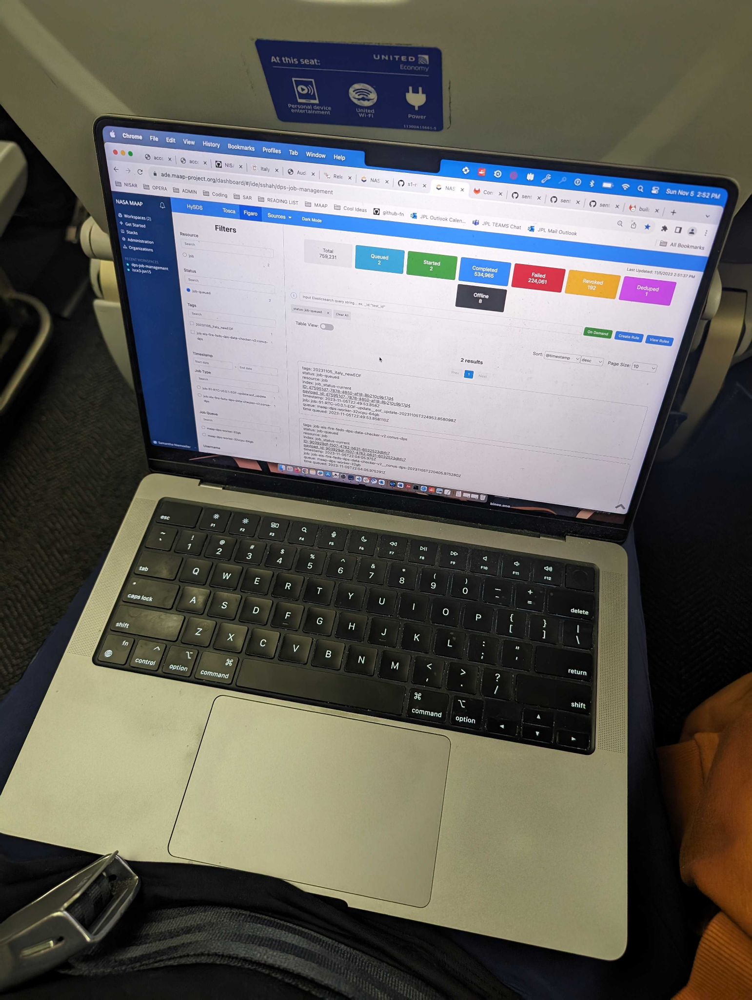 At this seat:
UNITED
Economy
Personal device
entertainment
United
Wi-Fi
Power
1130DA15661-5
Chrome File Edit View History Bookmarks Profiles Tab Window Help
Sun Nov 5 2:52 PM
acc
acc
NIS
Italy
Aud
Rele
NAS
s1-r
NAS
Con
sent
sent
sent
build
ade.maap-project.org/dashboard/#/ide/sshah/dps-job-management
NISAR OPERA ADMIN Coding SAR READING LIST MAAP Cool Ideas github-fn JPL Outlook Calen... JPL TEAMS Chat JPL Mail Outlook
All Bookmarks
NASA MAAP
Workspaces (2)
Get Started
Stacks
Administration
Organizations
RECENT WORKSPACES
dps-job-management
isce3-jsn15
Samantha Niemoeller
HySDS Tosca Figaro Sources Dark Mode
Filters
Resource
Search
job
2
Status
Search
job-queued
2
Tags
Search
20231105_italy_newEOF
1
job-eis-fire-feds-dps-data-checker-v2:conus-
dps
1
Timestamp
Start date - End date
Job Type
Search
job-S1-RTC-v0.0.1-EOF-update:eof_update
1
job-eis-fire-feds-dps-data-checker-v2:conus-
dps
1
Job Queue
Search
maap-dps-worker-32gb
1
maap-dps-worker-32vcpu-64gb
1
Username
Last Updated: 11/5/2023 2:51:37 PM
Total
759,231
Queued
2
Started
2
Completed
534,965
Failed
224,061
Revoked
192
Deduped
1
Offline
8
Input Elasticsearch query string... ex. _id:"test_id"
status: job-queued
Clear All
Table View:
On Demand
Create Rule
View Rules
2 results
Sort: @timestamp desc Page Size: 10
Prev 1 Next
tags: 20231105_italy_newEOF
status: job-queued
resource: job
index: job_status-current
ID: d75951d7-7878-4850-af18-8b210c9b17d4
payload_id: d75951d7-7878-4850-af18-8b210c9b17d4
timestamp: 2023-11-05T22:49:53.858Z
job: job-S1-RTC-v0.0.1-EOF-update__eof_update-20231105T224953.858098Z
queue: maap-dps-worker-32vcpu-64gb
time queued: 2023-11-05T22:49:53.858110Z
tags: job-eis-fire-feds-dps-data-checker-v2:conus-dps
status: job-queued
resource: job
index: job_status-current
ID: 903929df-f507-4762-b631-6032523dbfc7
payload_id: 903929df-f507-4762-b631-6032523dbfc7
timestamp: 2023-11-05T22:04:05.975Z
job: job-eis-fire-feds-dps-data-checker-v2__conus-dps-20231105T220405.975280Z
queue: maap-dps-worker-32gb
time queued: 2023-11-05T22:04:05.975291Z
bingo.png
esc F1 F2 F3 F4 F5 F6 F7 F8 F9 F10 F11 F12
~ ! @ # $ % ^ & * ( ) — +
` 1 2 3 4 5 6 7 8 9 0 - = delete
tab Q W E R T Y U I O P { [ } ] | \
caps lock A S D F G H J K L : ; " ' return
shift Z X C V B N M < , > . ? / shift
fn control option command command option